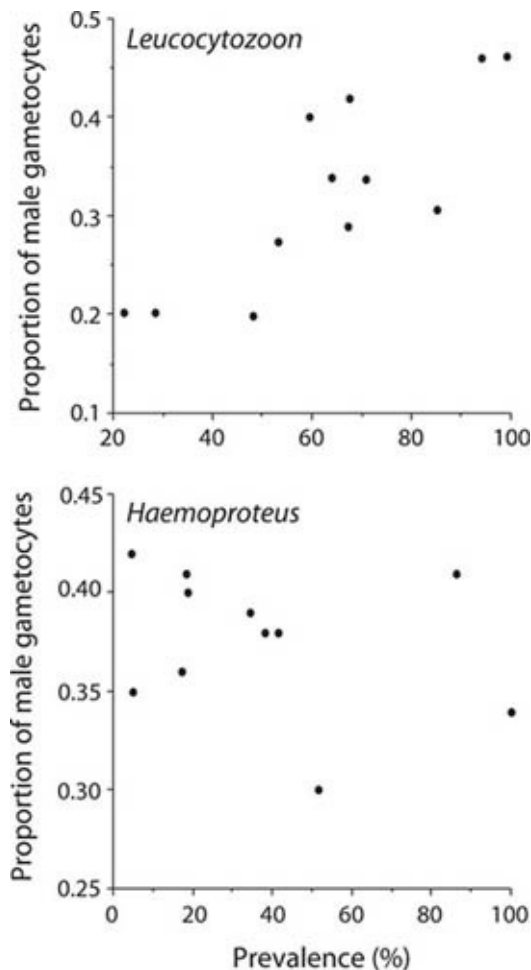 Leucocytozoon
Proportion of male gametocytes
0.5
0.4
0.3
0.2
0.1
20 40 60 80 100
Haemoproteus
Proportion of male gametocytes
0.45
0.40
0.35
0.30
0.25
0 20 40 60 80 100
Prevalence (%)